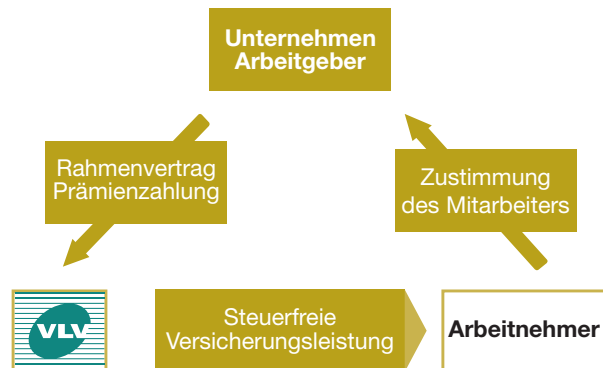 Unternehmen
Arbeitgeber
Rahmenvertrag
Prämienzahlung
Zustimmung
des Mitarbeiters
VLV
Steuerfreie
Versicherungsleistung
Arbeitnehmer